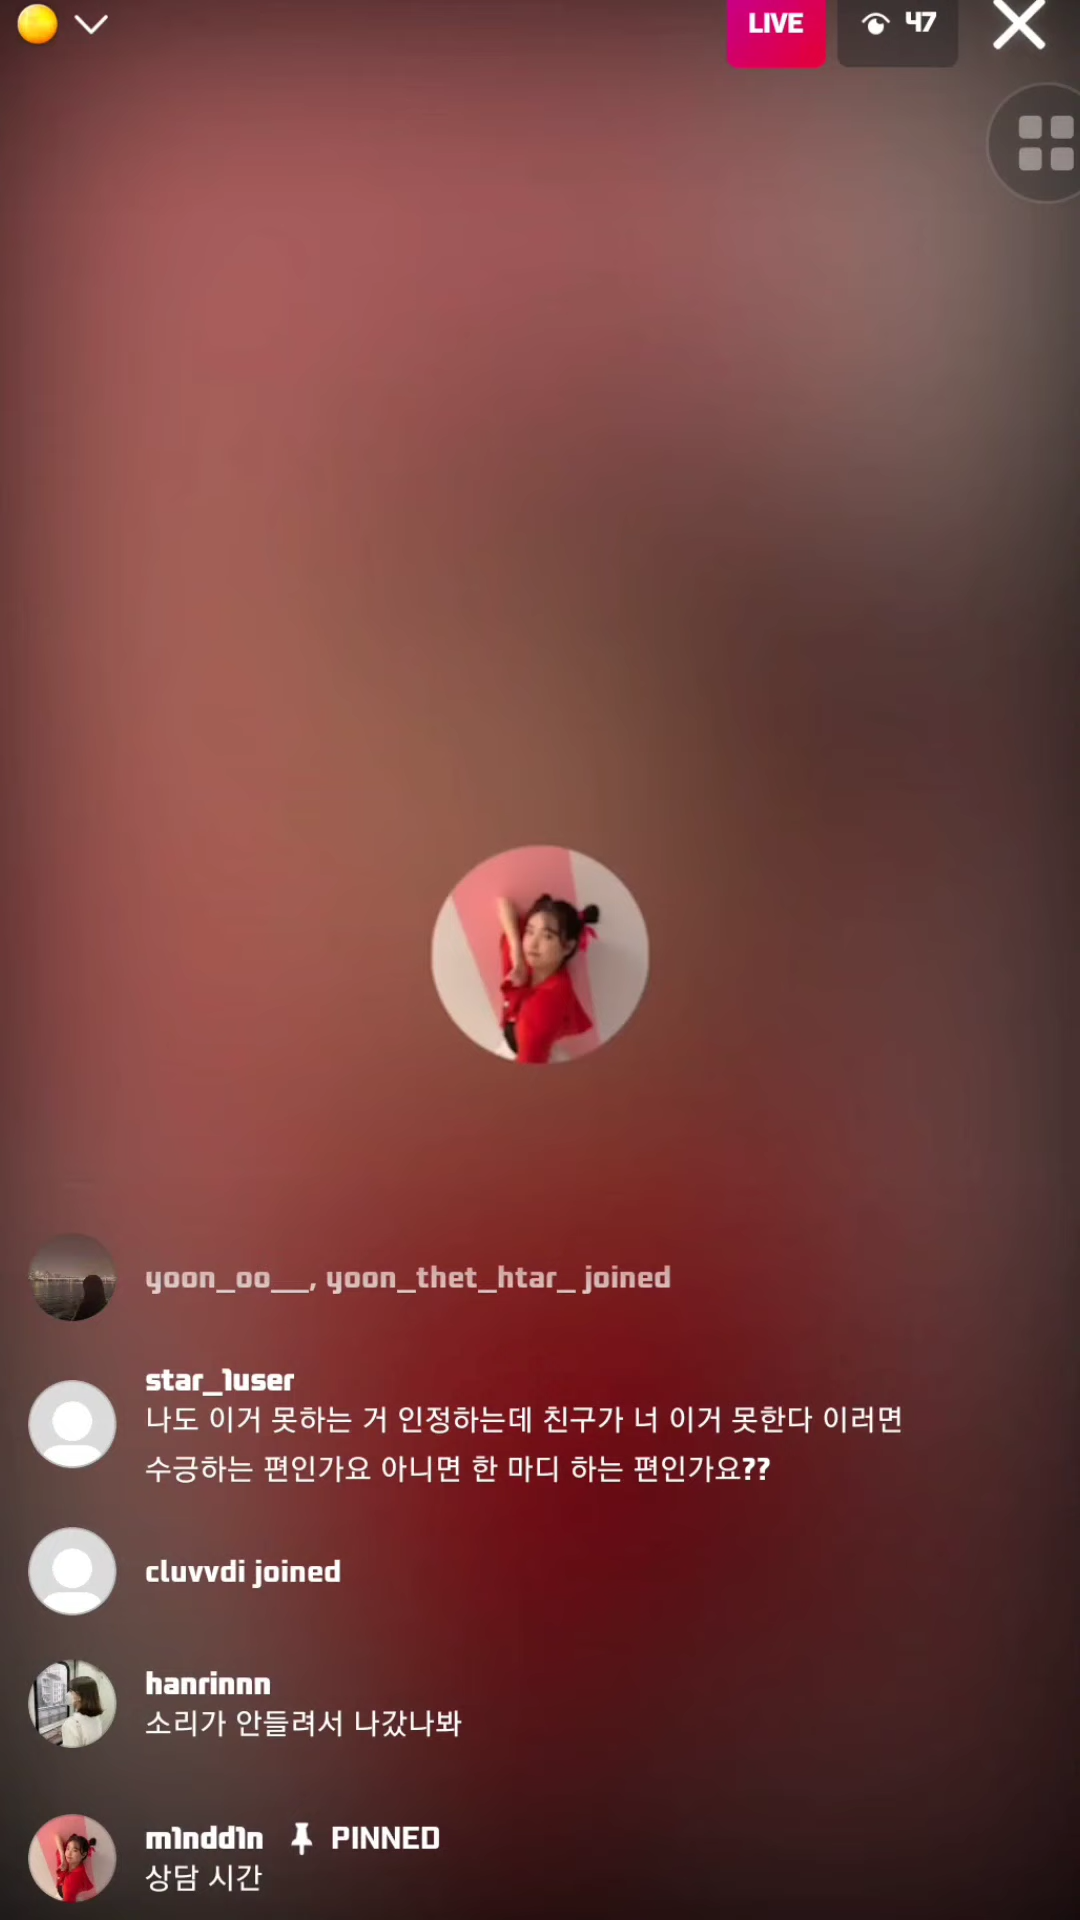 LIVE
47
yoon_oo__, yoon_thet_htar_ joined
star_1user
나도 이거 못하는 거 인정하는데 친구가 너 이거 못한다 이러면
수긍하는 편인가요 아니면 한 마디 하는 편인가요??
cluvvdi joined
hanrinnn
소리가 안들려서 나갔나봐
m1ndd1n PINNED
상담 시간